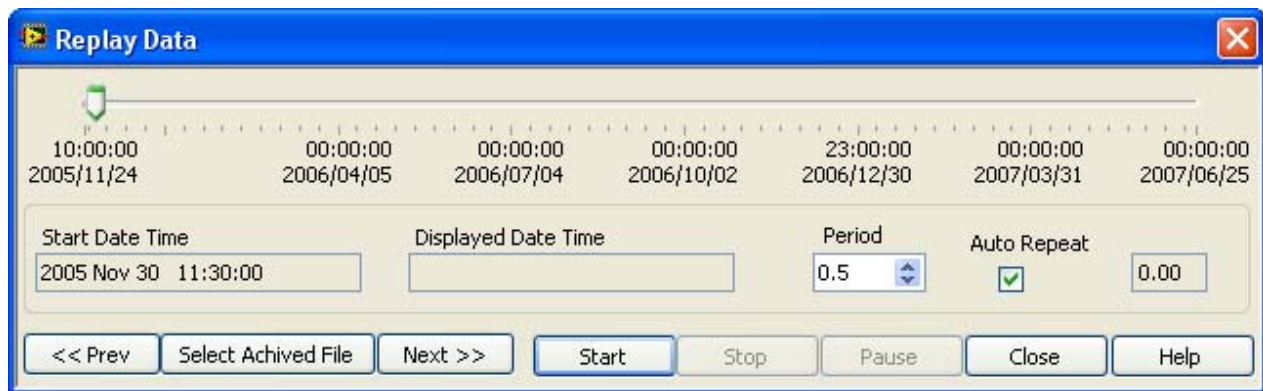 Replay Data
10:00:00 00:00:00 00:00:00 00:00:00 23:00:00 00:00:00 00:00:00
2005/11/24 2006/04/05 2006/07/04 2006/10/02 2006/12/30 2007/03/31 2007/06/25
Start Date Time Displayed Date Time Period Auto Repeat
2005 Nov 30 11:30:00 0.5 0.00
<< Prev Select Achived File Next >> Start Stop Pause Close Help